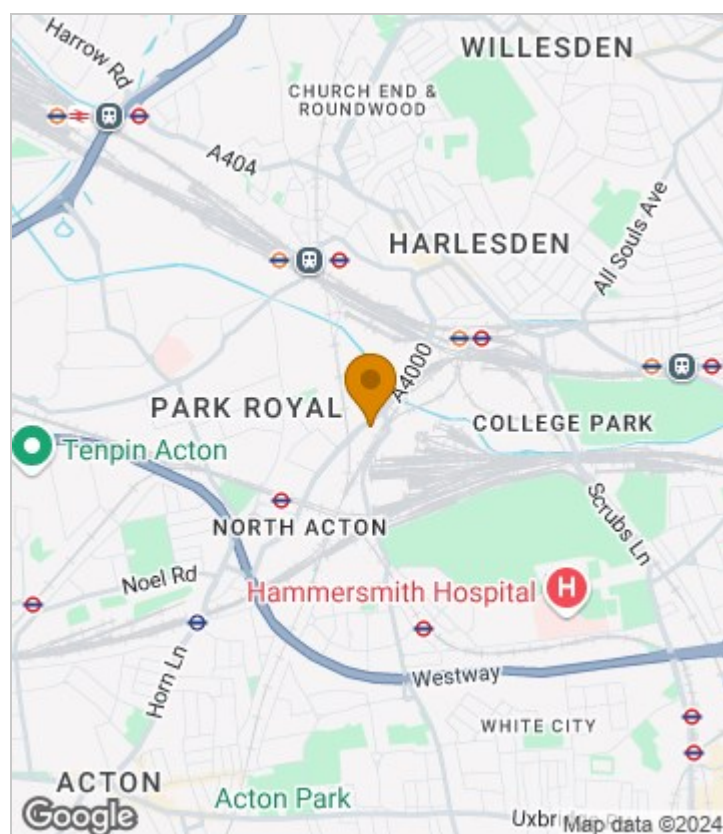 Harrow Rd
WILLESDEN
CHURCH END &
ROUNDWOOD
A404
All Souls Ave
HARLESDEN
A4000
PARK ROYAL
COLLEGE PARK
Tenpin Acton
NORTH ACTON
Scrubs Ln
Noel Rd
Hammersmith Hospital
H
Horn Ln
Westway
WHITE CITY
ACTON
Acton Park
Google
Uxbri
Map data ©2024